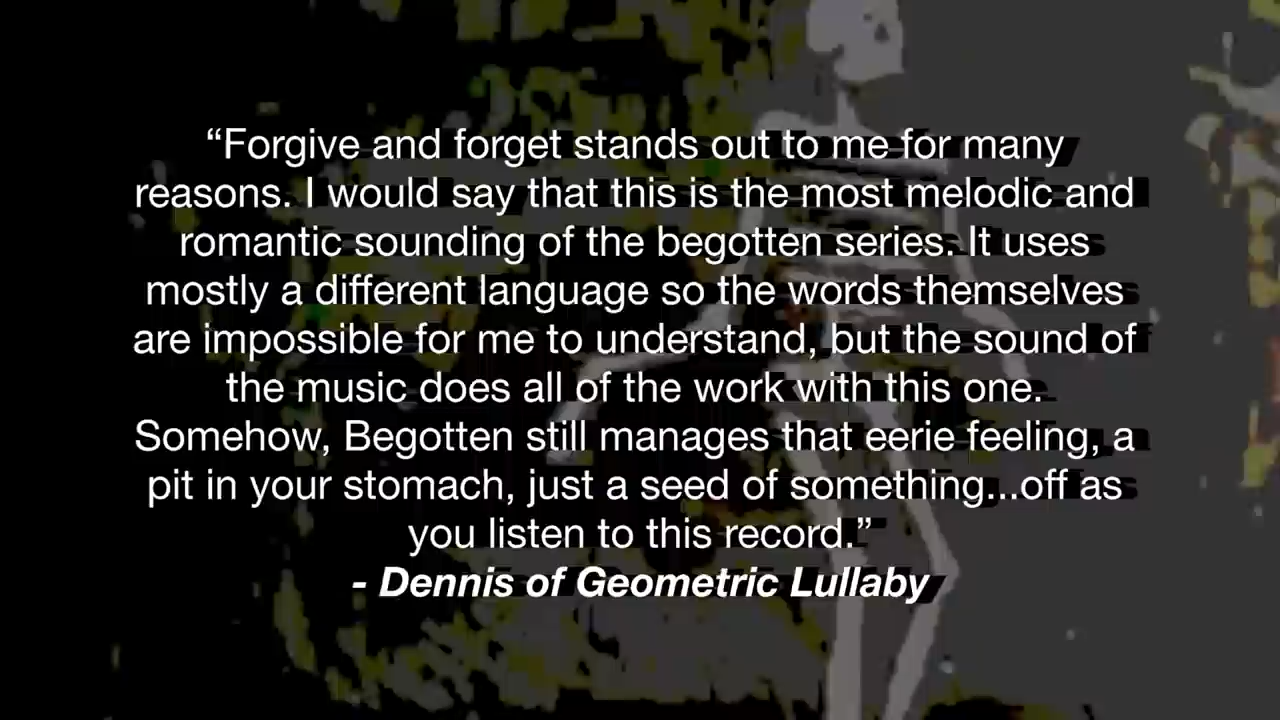 “Forgive and forget stands out to me for many
reasons. I would say that this is the most melodic and
romantic sounding of the begotten series. It uses
mostly a different language so the words themselves
are impossible for me to understand, but the sound of
the music does all of the work with this one.
Somehow, Begotten still manages that eerie feeling, a
pit in your stomach, just a seed of something...off as
you listen to this record.”
- Dennis of Geometric Lullaby